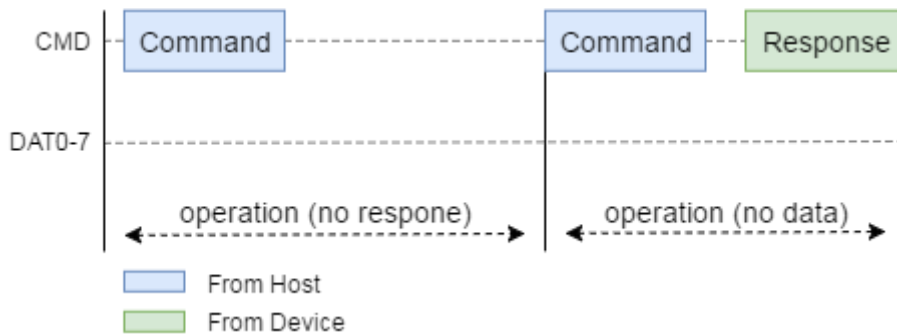 CMD Command Command Response
DAT0-7
operation (no respone) operation (no data)
From Host
From Device